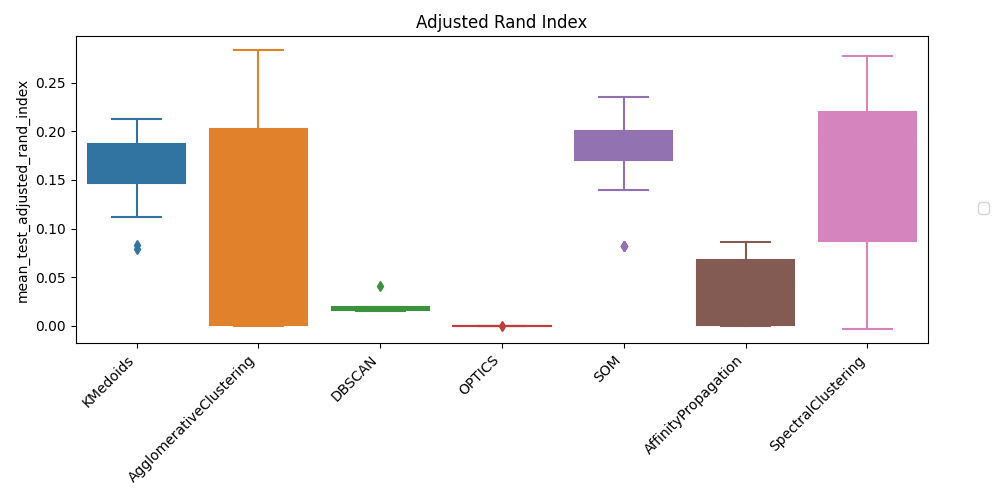 Adjusted Rand Index
mean_test_adjusted_rand_index
0.25
0.20
0.15
0.10
0.05
0.00
KMedoids
AgglomerativeClustering
DBSCAN
OPTICS
SOM
AffinityPropagation
SpectralClustering